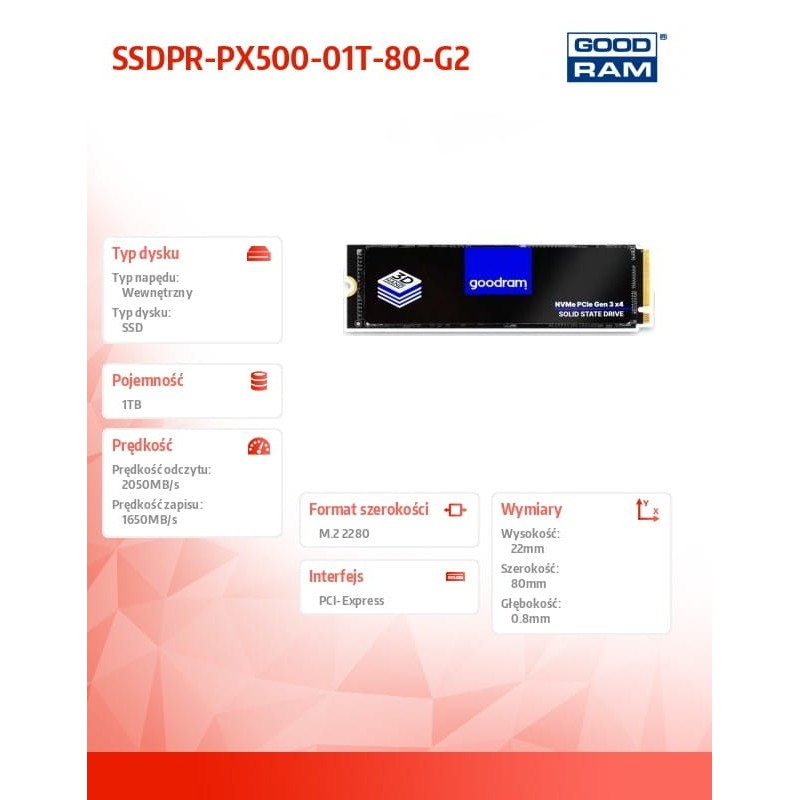 SSDPR-PX500-01T-80-G2
GOOD
RAM
®
Typ dysku
Typ napędu:
Wewnętrzny
Typ dysku:
SSD
3D
goodram
NVMe PCIe Gen 3 x4
SOLID STATE DRIVE
Pojemność
1TB
Prędkość
Prędkość odczytu:
2050MB/s
Prędkość zapisu:
1650MB/s
Format szerokości
M.2 2280
Interfejs
PCI-Express
Wymiary
Y
X
Wysokość:
22mm
Szerokość:
80mm
Głębokość:
0.8mm